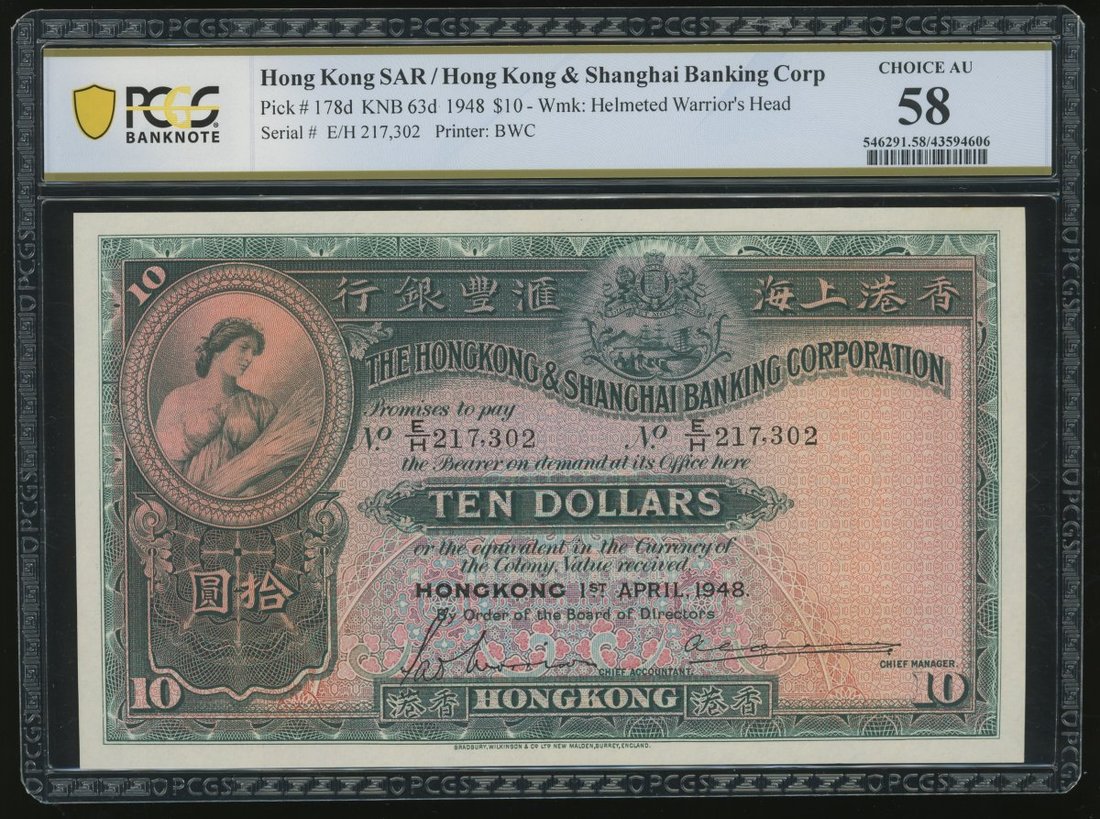 Hong Kong SAR / Hong Kong & Shanghai Banking Corp
Pick # 178d KNB 63d 1948 $10 - Wmk: Helmeted Warrior's Head
Serial # E/H 217,302 Printer: BWC
PCGS
BANKNOTE
CHOICE AU
58
546291.58/43594606
10
行銀豐滙 海上港香
THE HONGKONG & SHANGHAI BANKING CORPORATION
Promises to pay
No. E/H 217,302 No. E/H 217,302
the Bearer on demand at its Office here
TEN DOLLARS
or the equivalent in the Currency of
the Colony, Value received.
HONGKONG 1ST APRIL, 1948.
By Order of the Board of Directors
圓拾
CHIEF ACCOUNTANT.
CHIEF MANAGER.
10 港香 HONGKONG 港香 10
BRADBURY, WILKINSON & CO LTD NEW MALDEN, SURREY, ENGLAND.